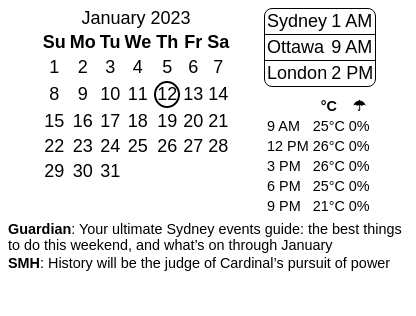 January 2023
Su Mo Tu We Th Fr Sa
1 2 3 4 5 6 7
8 9 10 11 12 13 14
15 16 17 18 19 20 21
22 23 24 25 26 27 28
29 30 31
Sydney 1 AM
Ottawa 9 AM
London 2 PM
°C ☂
9 AM 25°C 0%
12 PM 26°C 0%
3 PM 26°C 0%
6 PM 25°C 0%
9 PM 21°C 0%
Guardian: Your ultimate Sydney events guide: the best things
to do this weekend, and what’s on through January
SMH: History will be the judge of Cardinal’s pursuit of power